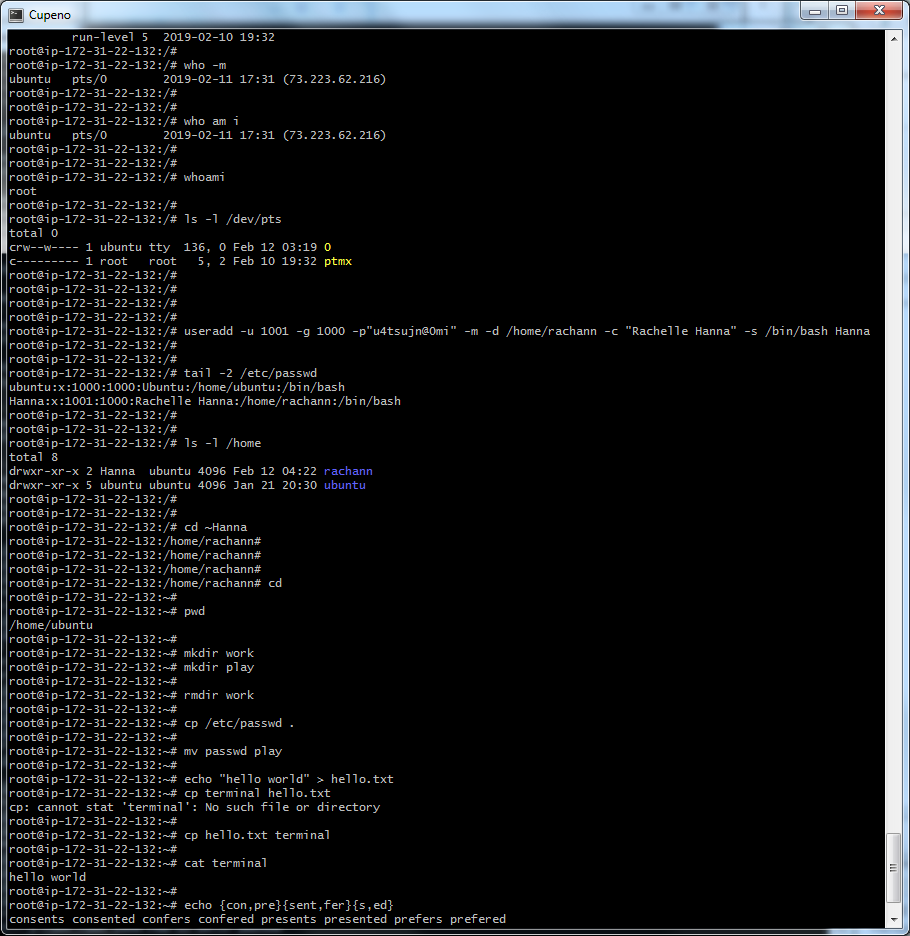 Cupeno
run-level 5  2019-02-10 19:32
root@ip-172-31-22-132:/#
root@ip-172-31-22-132:/# who -m
ubuntu   pts/0        2019-02-11 17:31 (73.223.62.216)
root@ip-172-31-22-132:/#
root@ip-172-31-22-132:/#
root@ip-172-31-22-132:/# who am i
ubuntu   pts/0        2019-02-11 17:31 (73.223.62.216)
root@ip-172-31-22-132:/#
root@ip-172-31-22-132:/#
root@ip-172-31-22-132:/# whoami
root
root@ip-172-31-22-132:/#
root@ip-172-31-22-132:/# ls -l /dev/pts
total 0
crw--w---- 1 ubuntu tty  136, 0 Feb 12 03:19 0
c--------- 1 root   root   5, 2 Feb 10 19:32 ptmx
root@ip-172-31-22-132:/#
root@ip-172-31-22-132:/#
root@ip-172-31-22-132:/#
root@ip-172-31-22-132:/#
root@ip-172-31-22-132:/# useradd -u 1001 -g 1000 -p"u4tsujn@0mi" -m -d /home/rachann -c "Rachelle Hanna" -s /bin/bash Hanna
root@ip-172-31-22-132:/#
root@ip-172-31-22-132:/#
root@ip-172-31-22-132:/# tail -2 /etc/passwd
ubuntu:x:1000:1000:Ubuntu:/home/ubuntu:/bin/bash
Hanna:x:1001:1000:Rachelle Hanna:/home/rachann:/bin/bash
root@ip-172-31-22-132:/#
root@ip-172-31-22-132:/#
root@ip-172-31-22-132:/# ls -l /home
total 8
drwxr-xr-x 2 Hanna  ubuntu 4096 Feb 12 04:22 rachann
drwxr-xr-x 5 ubuntu ubuntu 4096 Jan 21 20:30 ubuntu
root@ip-172-31-22-132:/#
root@ip-172-31-22-132:/#
root@ip-172-31-22-132:/# cd ~Hanna
root@ip-172-31-22-132:/home/rachann#
root@ip-172-31-22-132:/home/rachann#
root@ip-172-31-22-132:/home/rachann#
root@ip-172-31-22-132:/home/rachann# cd
root@ip-172-31-22-132:~#
root@ip-172-31-22-132:~# pwd
/home/ubuntu
root@ip-172-31-22-132:~#
root@ip-172-31-22-132:~# mkdir work
root@ip-172-31-22-132:~# mkdir play
root@ip-172-31-22-132:~#
root@ip-172-31-22-132:~# rmdir work
root@ip-172-31-22-132:~#
root@ip-172-31-22-132:~# cp /etc/passwd .
root@ip-172-31-22-132:~#
root@ip-172-31-22-132:~# mv passwd play
root@ip-172-31-22-132:~#
root@ip-172-31-22-132:~# echo "hello world" > hello.txt
root@ip-172-31-22-132:~# cp terminal hello.txt
cp: cannot stat 'terminal': No such file or directory
root@ip-172-31-22-132:~#
root@ip-172-31-22-132:~# cp hello.txt terminal
root@ip-172-31-22-132:~#
root@ip-172-31-22-132:~# cat terminal
hello world
root@ip-172-31-22-132:~#
root@ip-172-31-22-132:~# echo {con,pre}{sent,fer}{s,ed}
consents consented confers confered presents presented prefers prefered